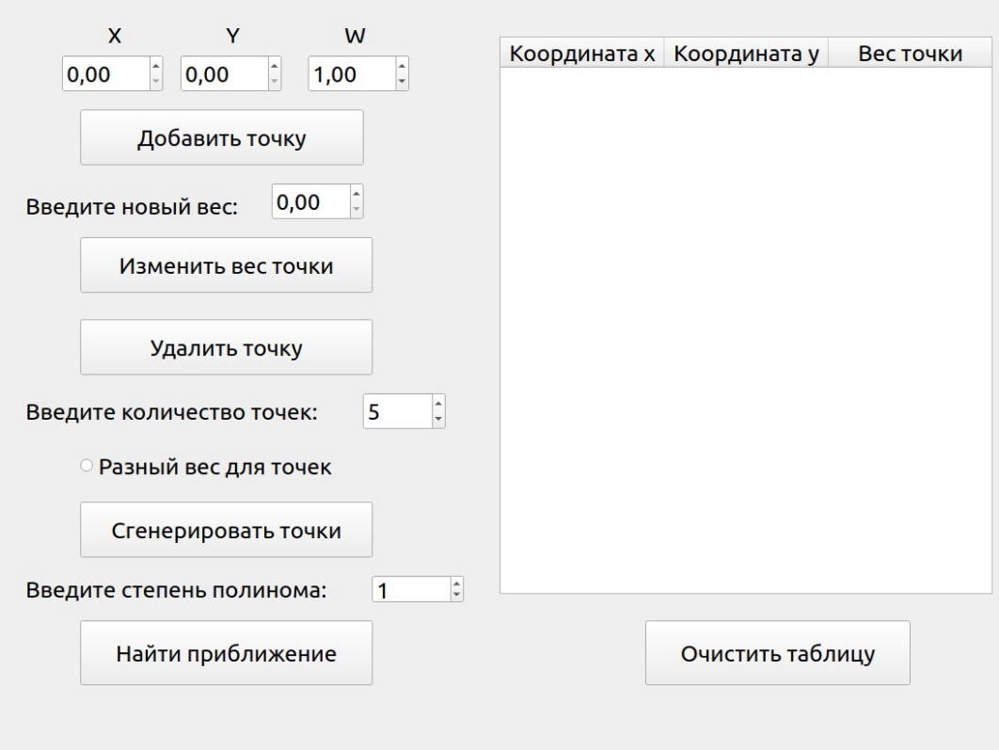 X Y W
0,00 0,00 1,00
Добавить точку
Введите новый вес: 0,00
Изменить вес точки
Удалить точку
Введите количество точек: 5
Разный вес для точек
Сгенерировать точки
Введите степень полинома: 1
Найти приближение
Координата x Координата y Вес точки
Очистить таблицу